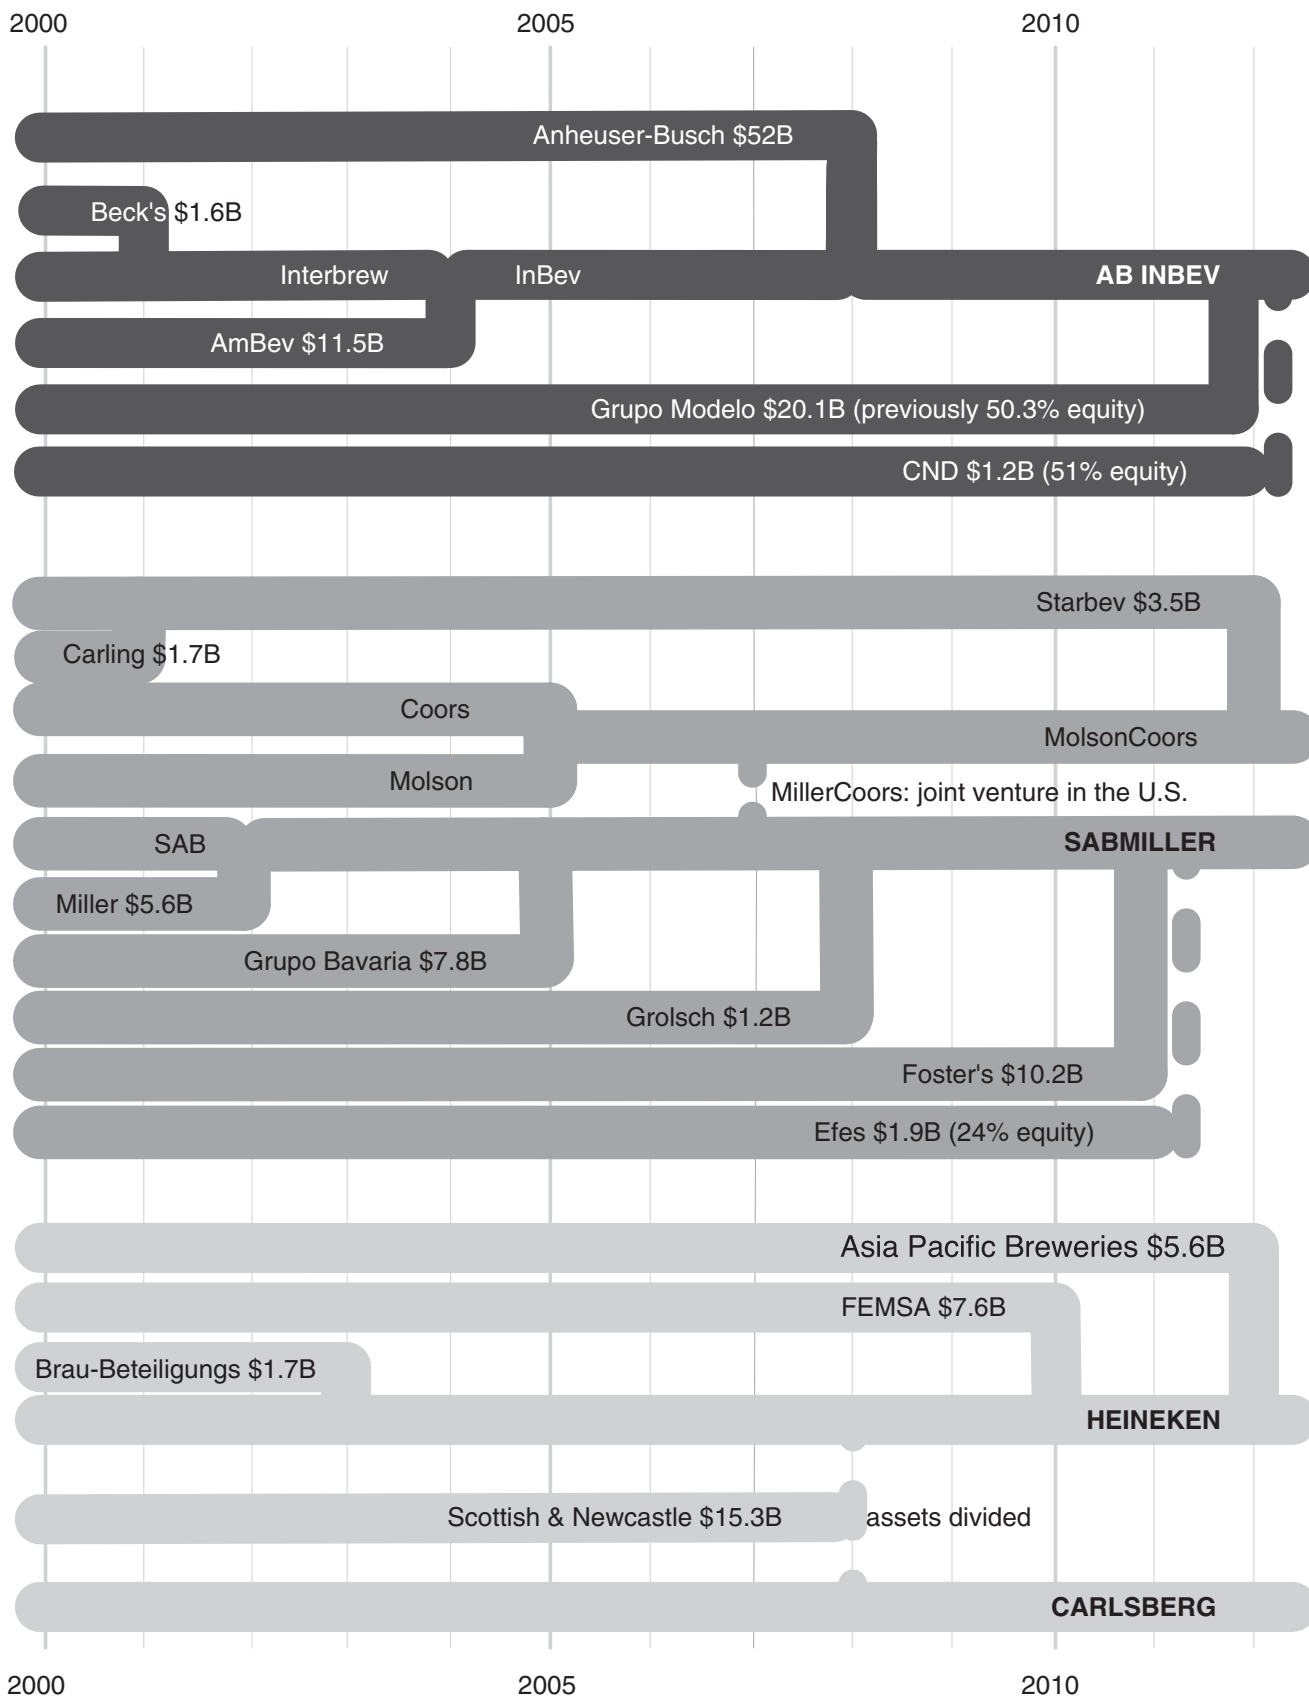 2000 2005 2010
Anheuser-Busch $52B
Beck's $1.6B
Interbrew InBev AB INBEV
AmBev $11.5B
Grupo Modelo $20.1B (previously 50.3% equity)
CND $1.2B (51% equity)
Starbev $3.5B
Carling $1.7B
Coors
MolsonCoors
Molson
MillerCoors: joint venture in the U.S.
SAB SABMILLER
Miller $5.6B
Grupo Bavaria $7.8B
Grolsch $1.2B
Foster's $10.2B
Efes $1.9B (24% equity)
Asia Pacific Breweries $5.6B
FEMSA $7.6B
Brau-Beteiligungs $1.7B
HEINEKEN
Scottish & Newcastle $15.3B assets divided
CARLSBERG
2000 2005 2010